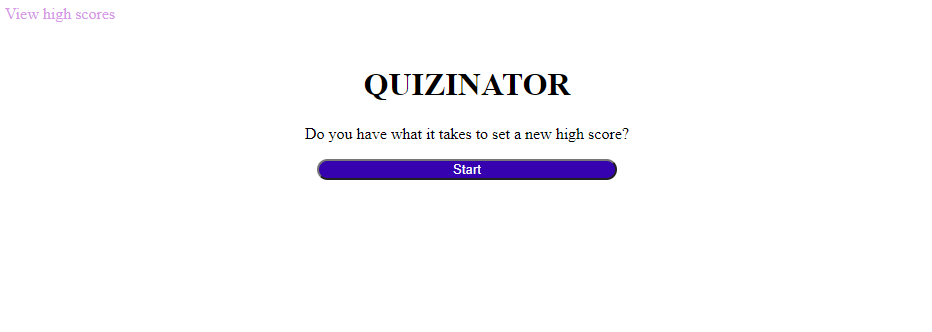 View high scores
QUIZINATOR
Do you have what it takes to set a new high score?
Start